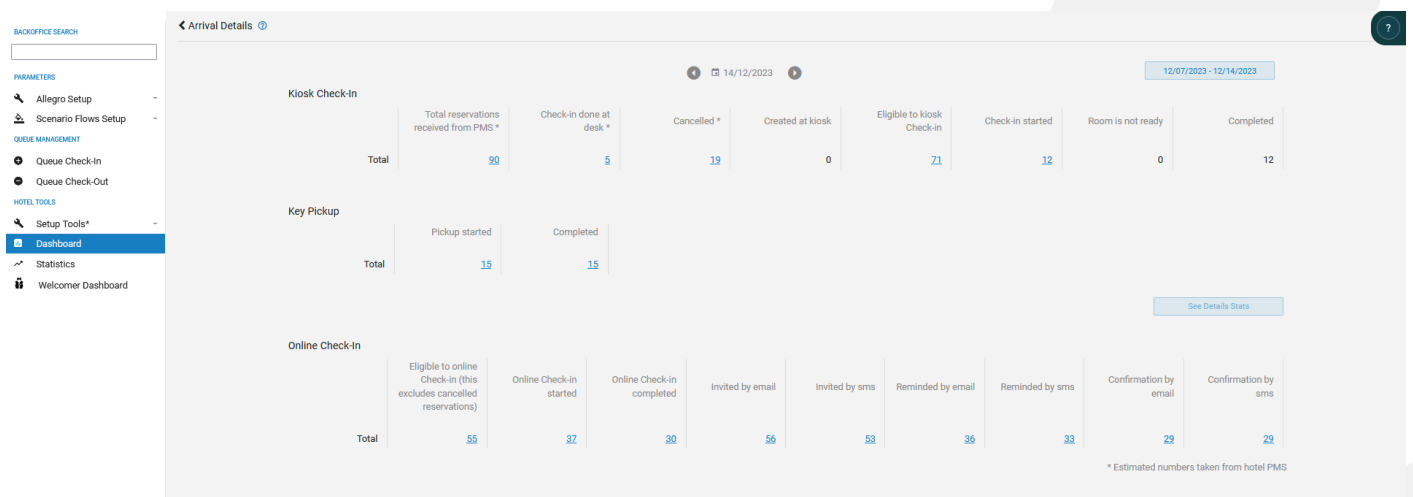 BACKOFFICE SEARCH
Arrival Details ?
?
PARAMETERS
Allegro Setup -
Scenario Flows Setup -
QUEUE MANAGEMENT
Queue Check-In
Queue Check-Out
HOTEL TOOLS
Setup Tools* -
Dashboard
Statistics
Welcomer Dashboard
14/12/2023
12/07/2023 - 12/14/2023
Kiosk Check-In
Total reservations received from PMS * Check-in done at desk * Cancelled * Created at kiosk Eligible to kiosk Check-in Check-in started Room is not ready Completed
Total 90 5 19 0 71 12 0 12
Key Pickup
Pickup started Completed
Total 15 15
See Details Stats
Online Check-In
Eligible to online Check-in (this excludes cancelled reservations) Online Check-in started Online Check-in completed Invited by email Invited by sms Reminded by email Reminded by sms Confirmation by email Confirmation by sms
Total 55 37 30 56 53 36 33 29 29
* Estimated numbers taken from hotel PMS